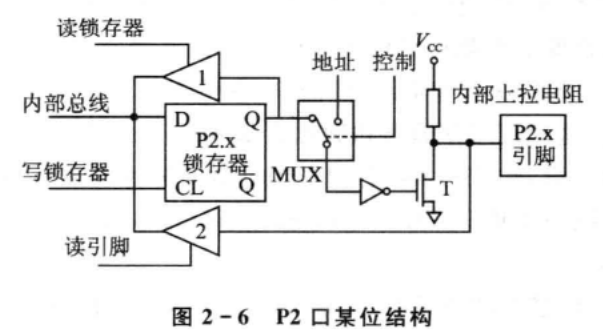 读锁存器
1
地址
控制
Vcc
内部上拉电阻
内部总线
D
Q
P2.x
锁存器
写锁存器
CL
Q̅
MUX
T
P2.x
引脚
2
读引脚
图 2-6 P2 口某位结构